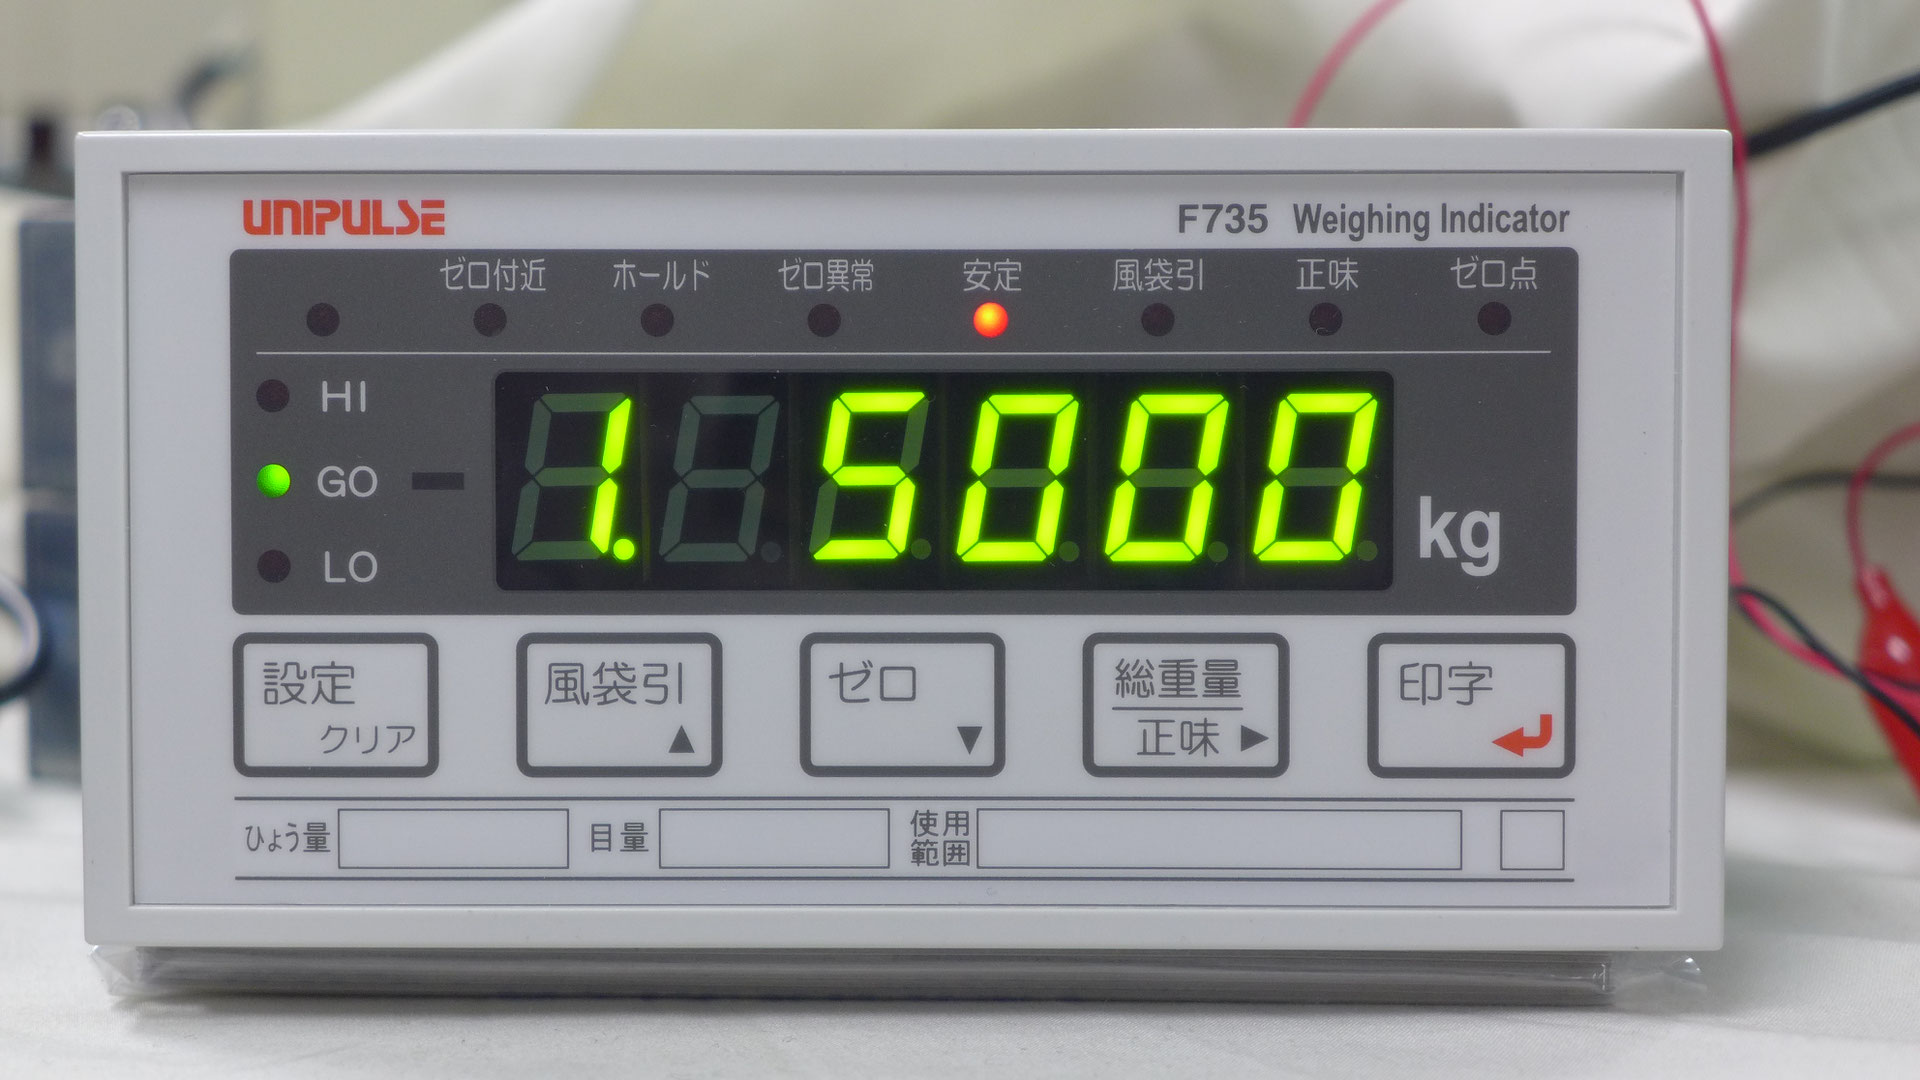 UNIPULSE
F735 Weighing Indicator
ゼロ付近 ホールド ゼロ異常 安定 風袋引 正味 ゼロ点
HI
GO
LO
1. 5000 kg
設定
クリア
風袋引 ▲
ゼロ ▼
総重量
正味 ▶
印字
ひょう量
目量
使用
範囲